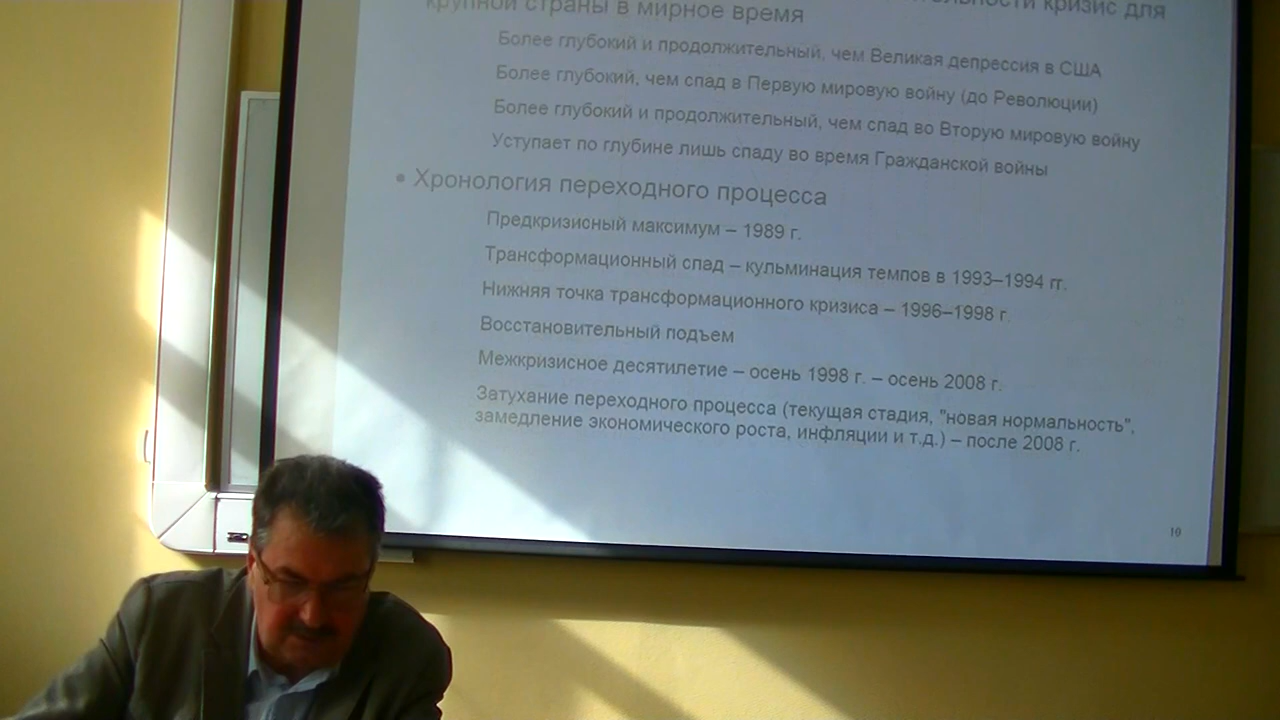 кризис для
крупной страны в мирное время
Более глубокий и продолжительный, чем Великая депрессия в США
Более глубокий, чем спад в Первую мировую войну (до Революции)
Более глубокий и продолжительный, чем спад во Вторую мировую войну
Уступает по глубине лишь спаду во время Гражданской войны
• Хронология переходного процесса
Предкризисный максимум – 1989 г.
Трансформационный спад – кульминация темпов в 1993–1994 гг.
Нижняя точка трансформационного кризиса – 1996–1998 г.
Восстановительный подъем
Межкризисное десятилетие – осень 1998 г. – осень 2008 г.
Затухание переходного процесса (текущая стадия, "новая нормальность",
замедление экономического роста, инфляции и т.д.) – после 2008 г.
10